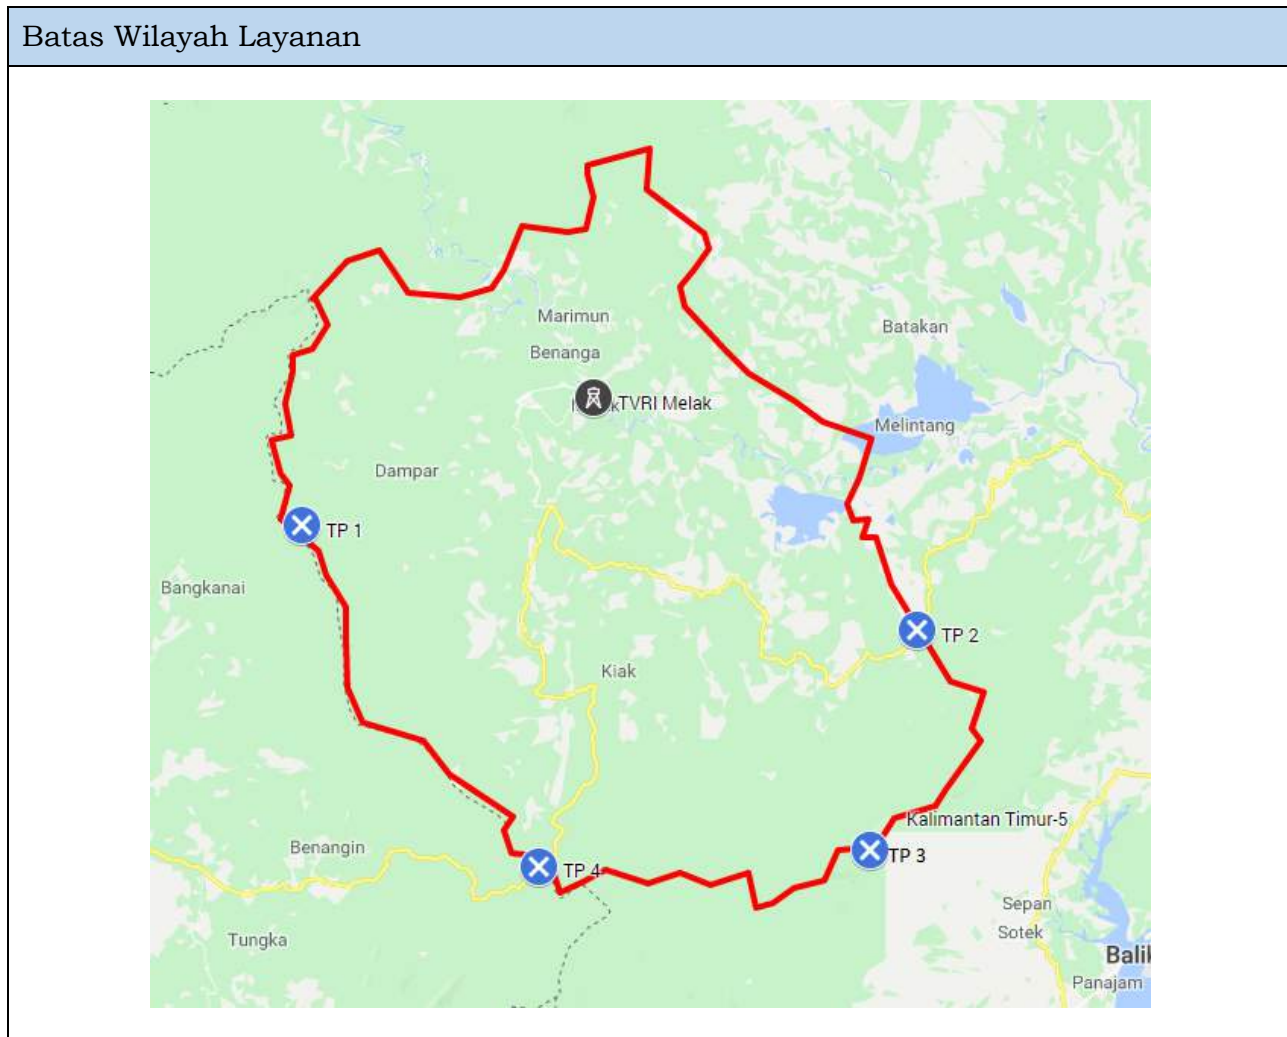 Batas Wilayah Layanan
Marimun
Benanga
Batakan
TVRI Melak
Melintang
Dampar
TP 1
Bangkanai
TP 2
Kiak
Kalimantan Timur-5
Benangin
TP 3
TP 4
Sepan
Sotek
Tungka
Balik
Panajam